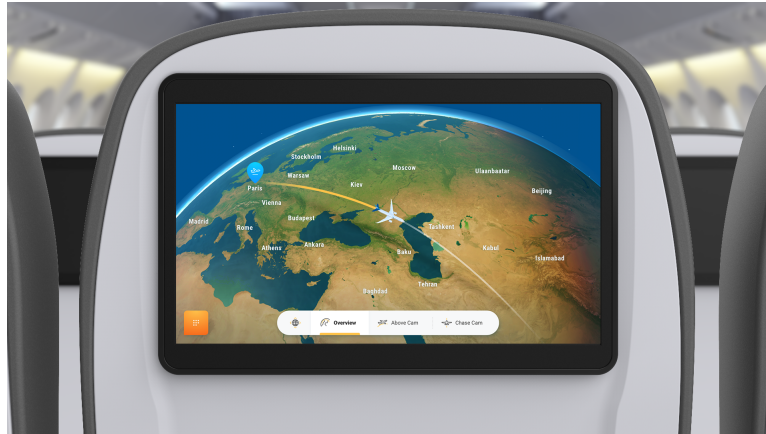 Helsinki
Stockholm
Moscow
Warsaw
Ulaanbaatar
Kiev
Paris
Beijing
Vienna
Budapest
Madrid
Rome
Tashkent
Athens
Ankara
Kabul
Baku
Islamabad
Tehran
Baghdad
Overview
Above Cam
Chase Cam